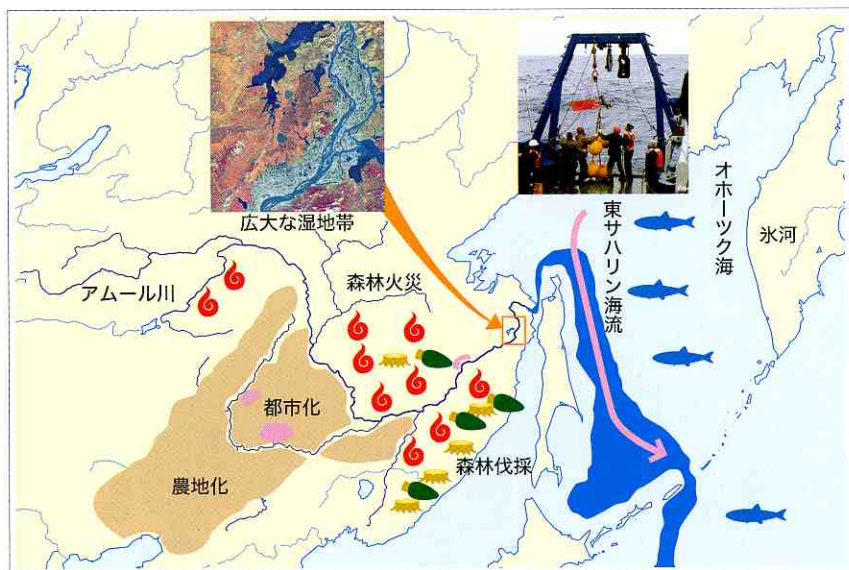 広大な湿地帯
アムール川
森林火災
都市化
農地化
森林伐採
東サハリン海流
オホーツク海
氷河